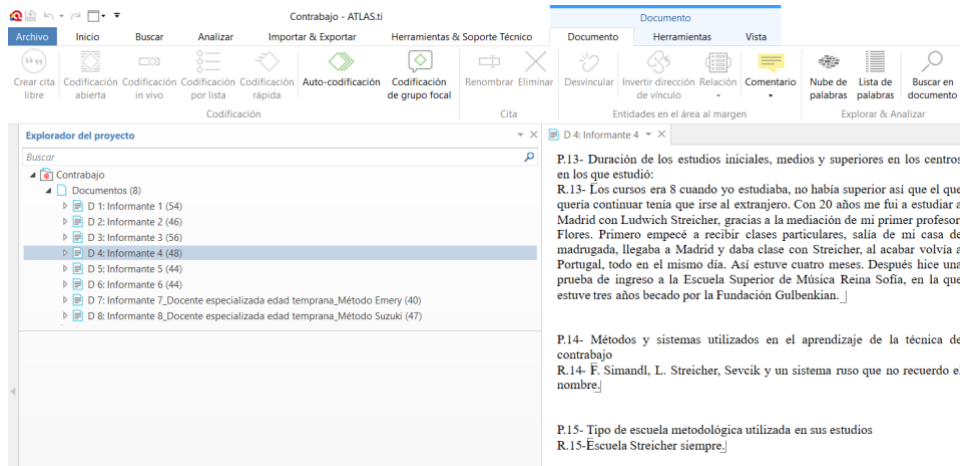 Contrabajo - ATLAS.ti
Documento
Archivo Inicio Buscar Analizar Importar & Exportar Herramientas & Soporte Técnico Documento Herramientas Vista
Crear cita libre
Codificación abierta
Codificación in vivo
Codificación por lista
Codificación rápida
Auto-codificación
Codificación de grupo focal
Renombrar
Eliminar
Desvincular
Invertir dirección de vínculo
Relación
Comentario
Nube de palabras
Lista de palabras
Buscar en documento
Codificación
Cita
Entidades en el área al margen
Explorar & Analizar
Explorador del proyecto
Buscar
Contrabajo
Documentos (8)
D 1: Informante 1 (54)
D 2: Informante 2 (46)
D 3: Informante 3 (56)
D 4: Informante 4 (48)
D 5: Informante 5 (44)
D 6: Informante 6 (44)
D 7: Informante 7_Docente especializada edad temprana_Método Emery (40)
D 8: Informante 8_Docente especializada edad temprana_Método Suzuki (47)
D 4: Informante 4
P.13- Duración de los estudios iniciales, medios y superiores en los centros
en los que estudió:
R.13- Los cursos era 8 cuando yo estudiaba, no había superior así que el que
quería continuar tenía que irse al extranjero. Con 20 años me fui a estudiar a
Madrid con Ludwich Streicher, gracias a la mediación de mi primer profesor
Flores. Primero empecé a recibir clases particulares, salía de mi casa de
madrugada, llegaba a Madrid y daba clase con Streicher, al acabar volvía a
Portugal, todo en el mismo día. Así estuve cuatro meses. Después hice una
prueba de ingreso a la Escuela Superior de Música Reina Sofía, en la que
estuve tres años becado por la Fundación Gulbenkian.
P.14- Métodos y sistemas utilizados en el aprendizaje de la técnica de
contrabajo
R.14- F. Simandl, L. Streicher, Sevcik y un sistema ruso que no recuerdo el
nombre.
P.15- Tipo de escuela metodológica utilizada en sus estudios
R.15-Escuela Streicher siempre.